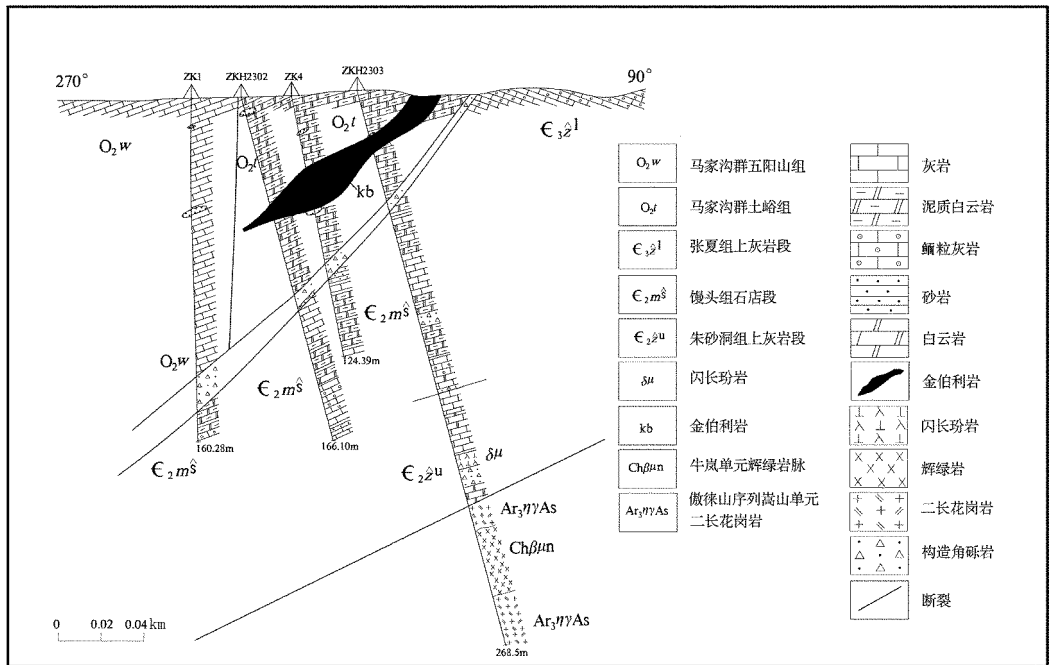 270°
ZK1
ZKH2302
ZK4
ZKH2303
90°
O₂w
O₂t
O₂t
Є₃ẑˡ
kb
Є₂mŝ
O₂w
124.39m
Є₂mŝ
160.28m
166.10m
Є₂mŝ
Є₂ẑᵘ
δμ
Ar₃ηγAs
Chβμn
Ar₃ηγAs
268.5m
0 0.02 0.04 km
O₂w 马家沟群五阳山组
O₂t 马家沟群土峪组
Є₃ẑˡ 张夏组上灰岩段
Є₂mŝ 馒头组石店段
Є₂ẑᵘ 朱砂洞组上灰岩段
δμ 闪长玢岩
kb 金伯利岩
Chβμn 牛岚单元辉绿岩脉
Ar₃ηγAs 傲徕山序列嵩山单元
二长花岗岩
灰岩
泥质白云岩
鲕粒灰岩
砂岩
白云岩
金伯利岩
闪长玢岩
辉绿岩
二长花岗岩
构造角砾岩
断裂